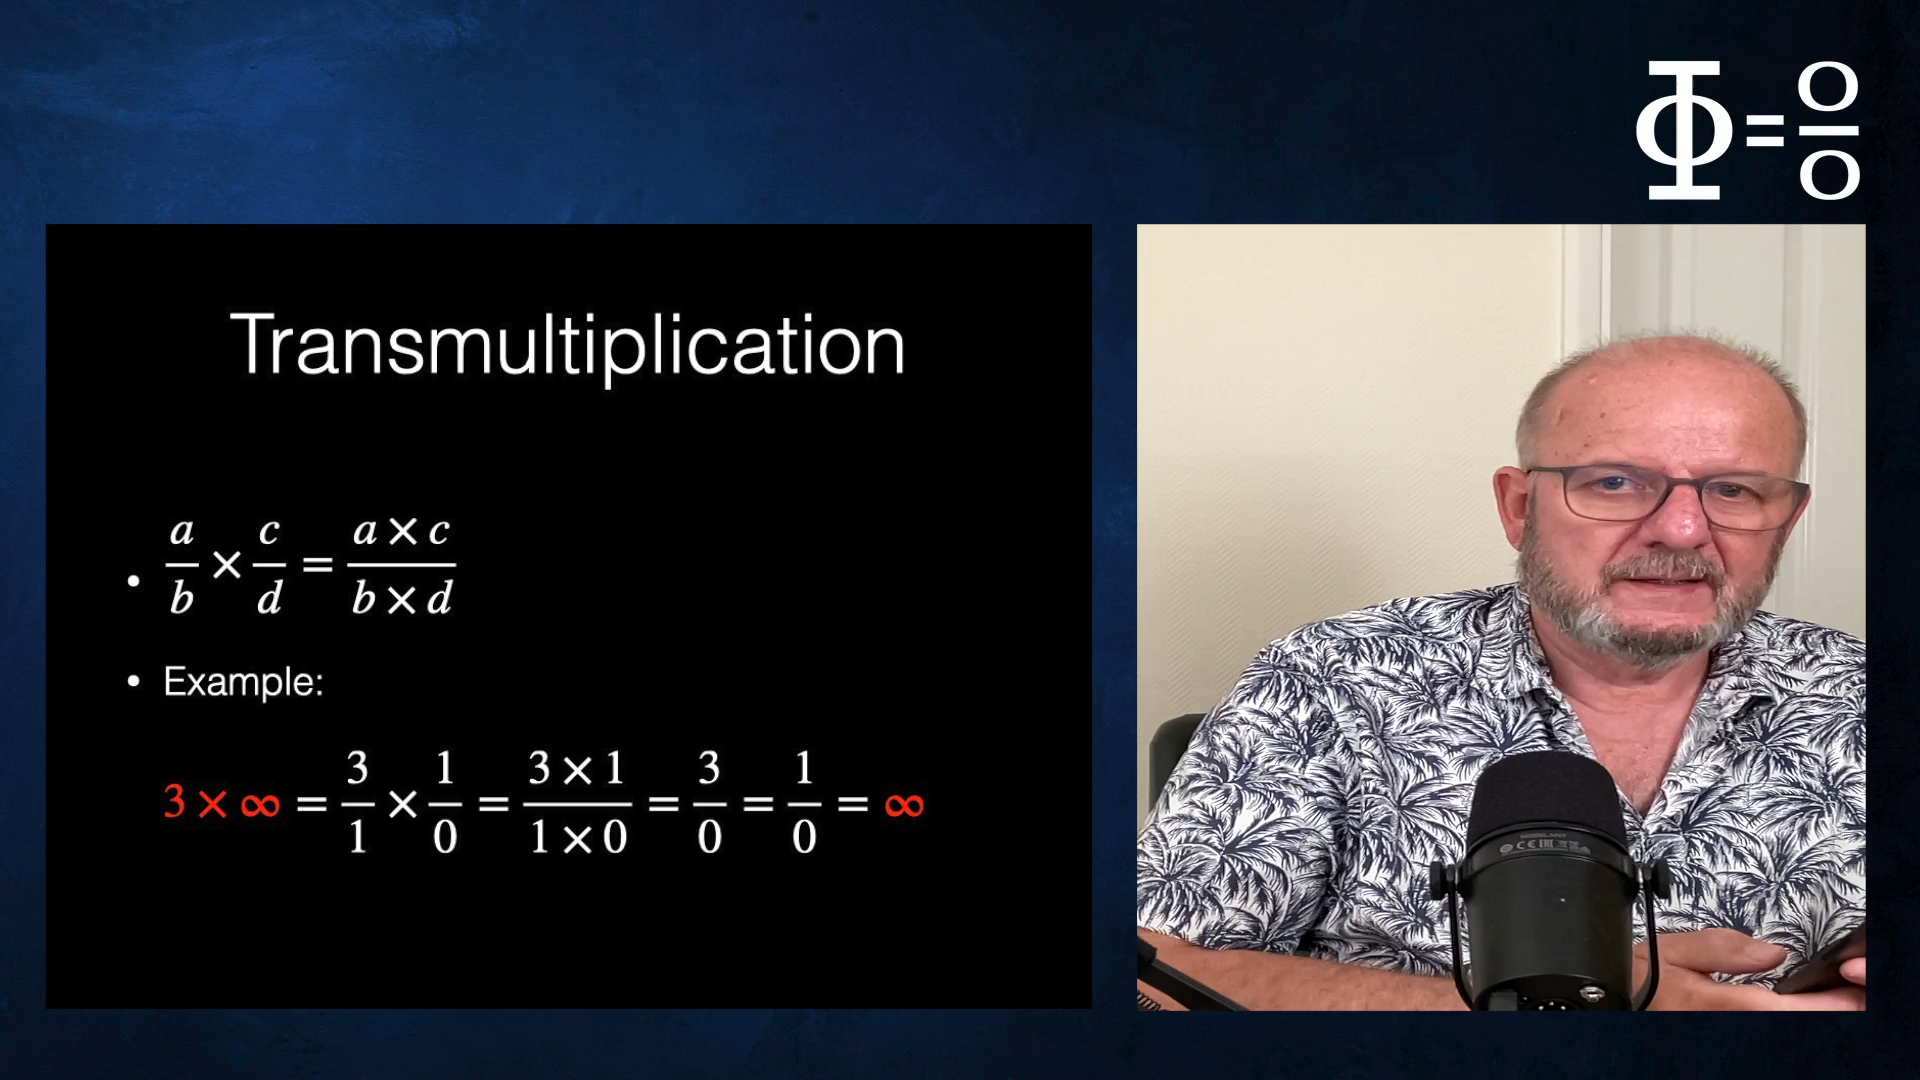 Φ = 0/0
Transmultiplication
• a/b × c/d = a × c / b × d
• Example:
3 × ∞ = 3/1 × 1/0 = 3 × 1 / 1 × 0 = 3/0 = 1/0 = ∞